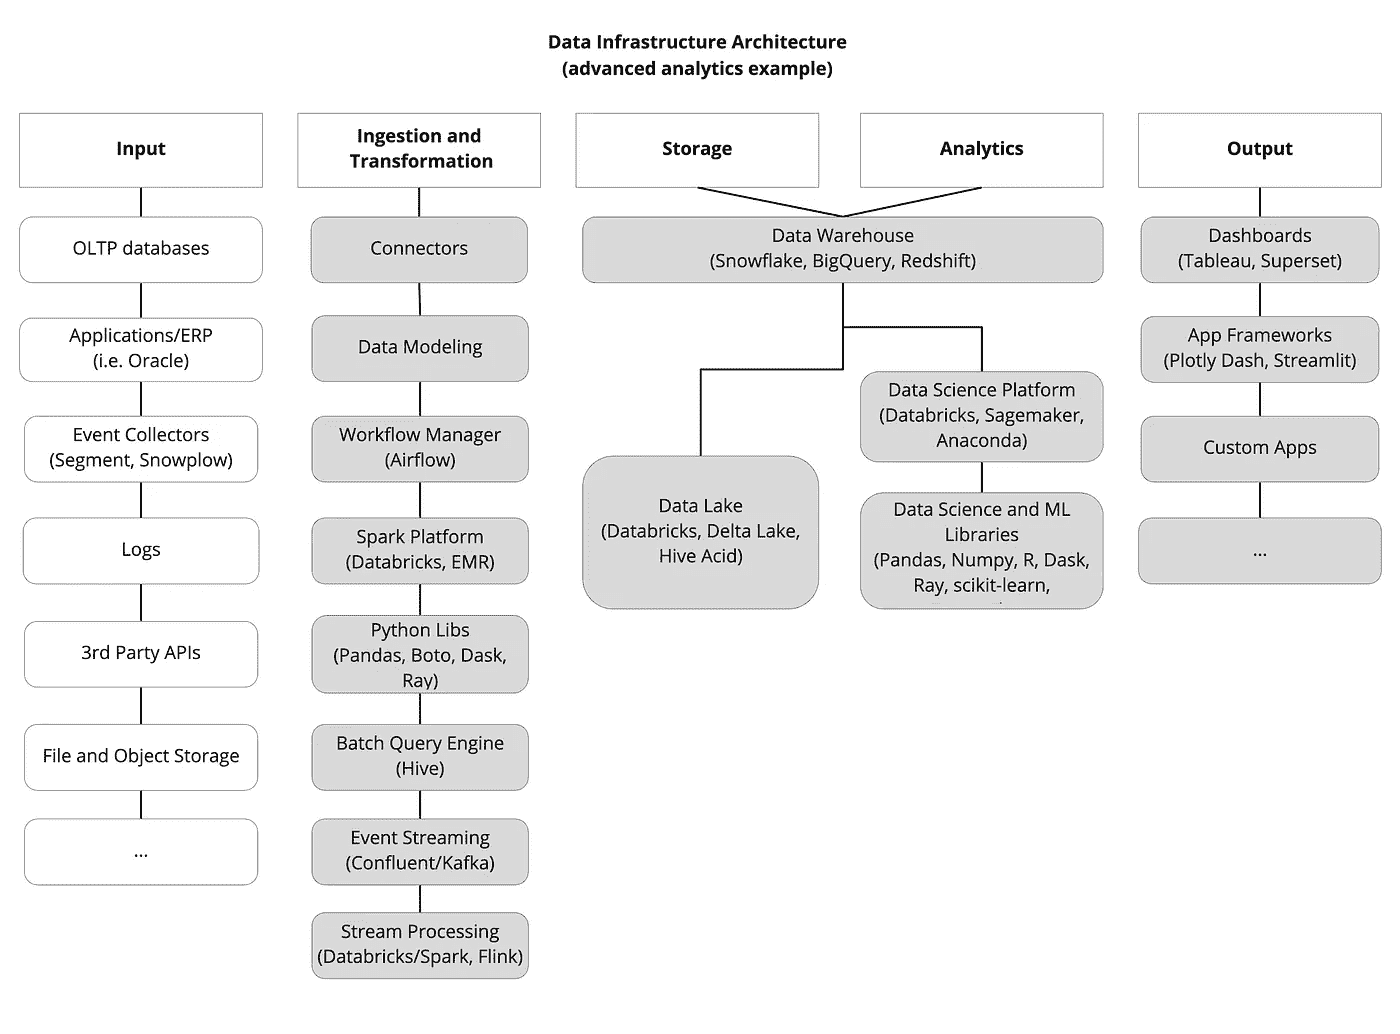 Data Infrastructure Architecture
(advanced analytics example)
Input
OLTP databases
Applications/ERP
(i.e. Oracle)
Event Collectors
(Segment, Snowplow)
Logs
3rd Party APIs
File and Object Storage
...
Ingestion and
Transformation
Connectors
Data Modeling
Workflow Manager
(Airflow)
Spark Platform
(Databricks, EMR)
Python Libs
(Pandas, Boto, Dask,
Ray)
Batch Query Engine
(Hive)
Event Streaming
(Confluent/Kafka)
Stream Processing
(Databricks/Spark, Flink)
Storage
Analytics
Data Warehouse
(Snowflake, BigQuery, Redshift)
Data Lake
(Databricks, Delta Lake,
Hive Acid)
Data Science Platform
(Databricks, Sagemaker,
Anaconda)
Data Science and ML
Libraries
(Pandas, Numpy, R, Dask,
Ray, scikit-learn,
Output
Dashboards
(Tableau, Superset)
App Frameworks
(Plotly Dash, Streamlit)
Custom Apps
...